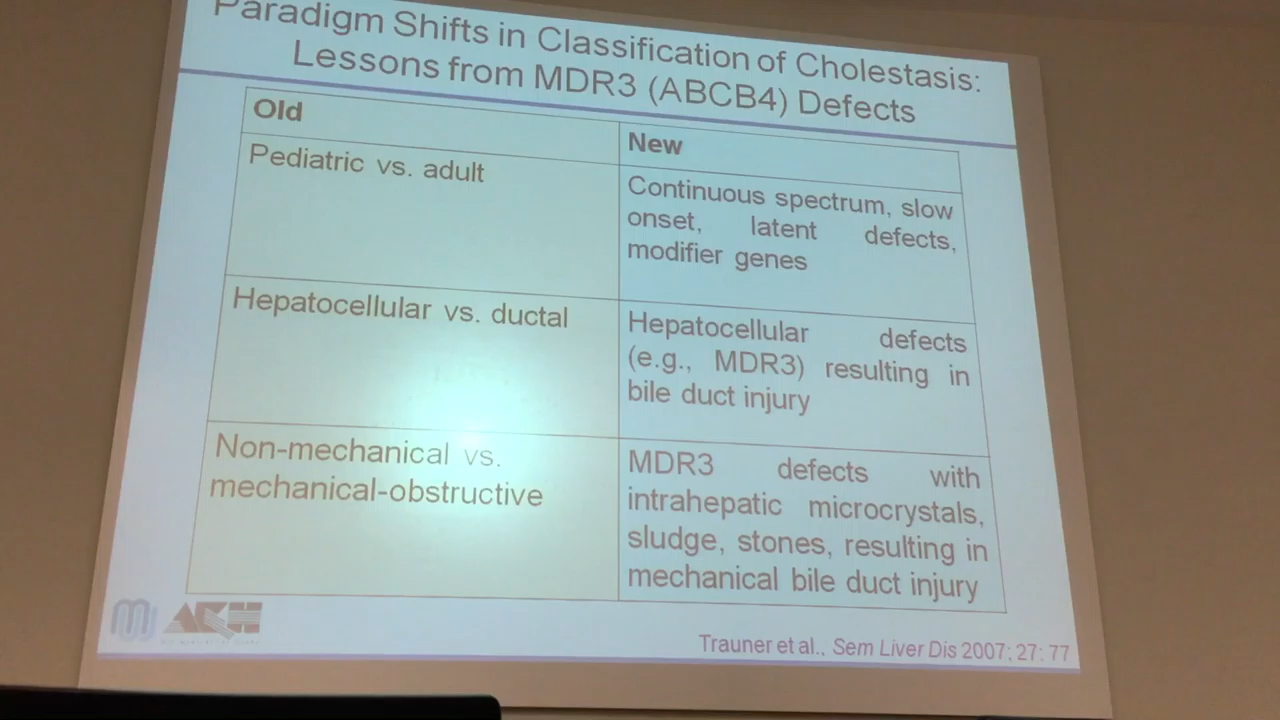 Paradigm Shifts in Classification of Cholestasis:
Lessons from MDR3 (ABCB4) Defects
Old
New
Pediatric vs. adult
Continuous spectrum, slow
onset, latent defects,
modifier genes
Hepatocellular vs. ductal
Hepatocellular defects
(e.g., MDR3) resulting in
bile duct injury
Non-mechanical vs.
mechanical-obstructive
MDR3 defects with
intrahepatic microcrystals,
sludge, stones, resulting in
mechanical bile duct injury
AKH
Trauner et al., Sem Liver Dis 2007; 27: 77